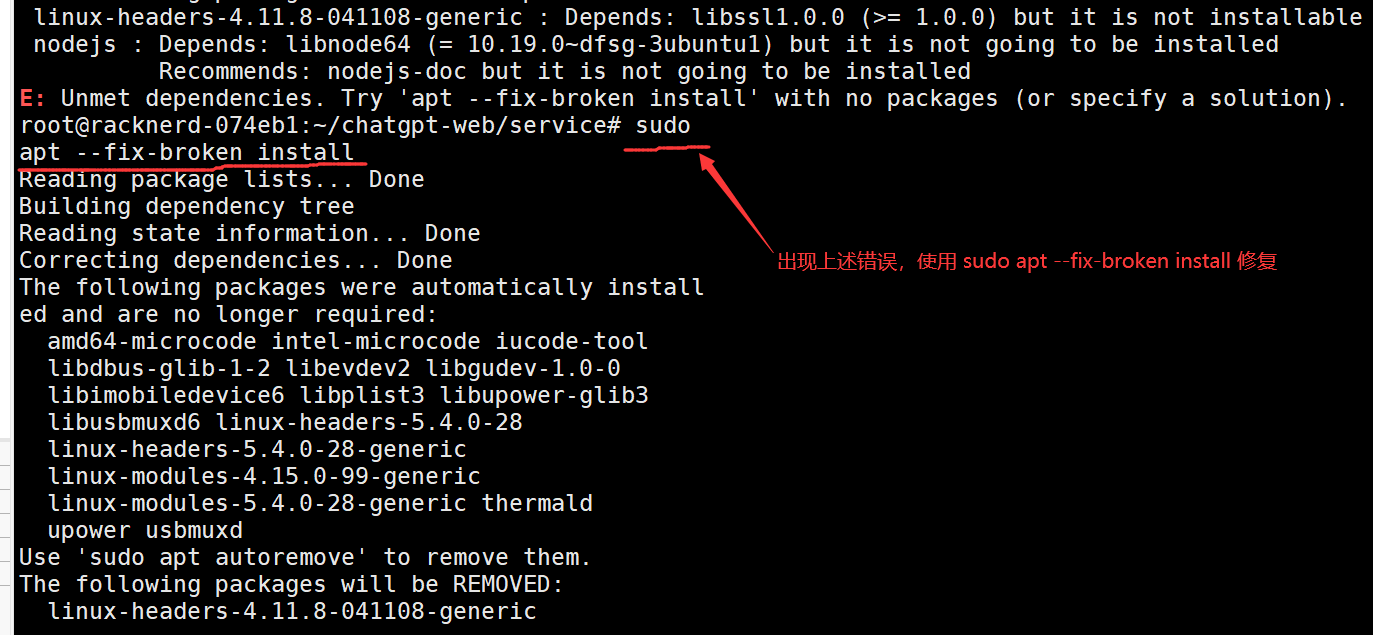 linux-headers-4.11.8-041108-generic : Depends: libssl1.0.0 (>= 1.0.0) but it is not installable
nodejs : Depends: libnode64 (= 10.19.0~dfsg-3ubuntu1) but it is not going to be installed
Recommends: nodejs-doc but it is not going to be installed
E: Unmet dependencies. Try 'apt --fix-broken install' with no packages (or specify a solution).
root@racknerd-074eb1:~/chatgpt-web/service# sudo
apt --fix-broken install
Reading package lists... Done
Building dependency tree
Reading state information... Done
Correcting dependencies... Done
出现上述错误，使用 sudo apt --fix-broken install 修复
The following packages were automatically install
ed and are no longer required:
amd64-microcode intel-microcode iucode-tool
libdbus-glib-1-2 libevdev2 libgudev-1.0-0
libimobiledevice6 libplist3 libupower-glib3
libusbmuxd6 linux-headers-5.4.0-28
linux-headers-5.4.0-28-generic
linux-modules-4.15.0-99-generic
linux-modules-5.4.0-28-generic thermald
upower usbmuxd
Use 'sudo apt autoremove' to remove them.
The following packages will be REMOVED:
linux-headers-4.11.8-041108-generic